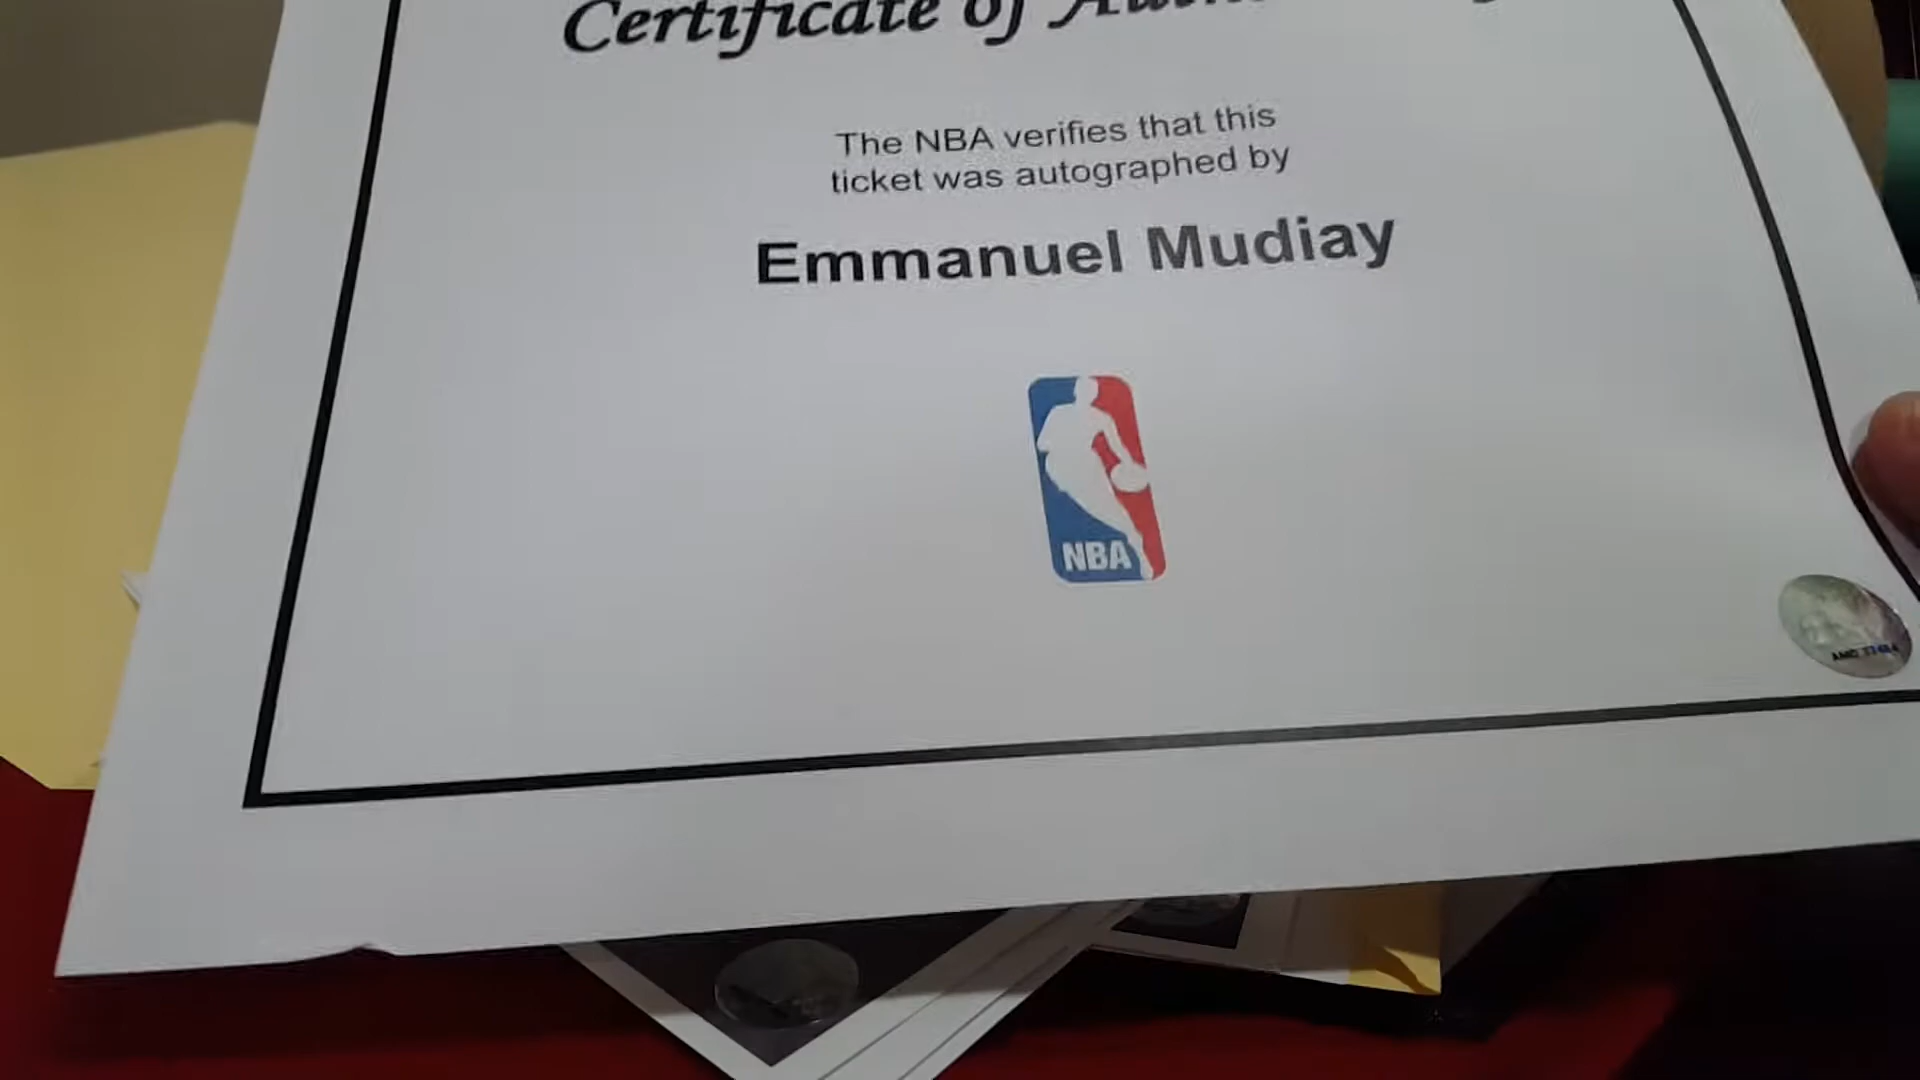 Certificate of
The NBA verifies that this
ticket was autographed by
Emmanuel Mudiay
NBA